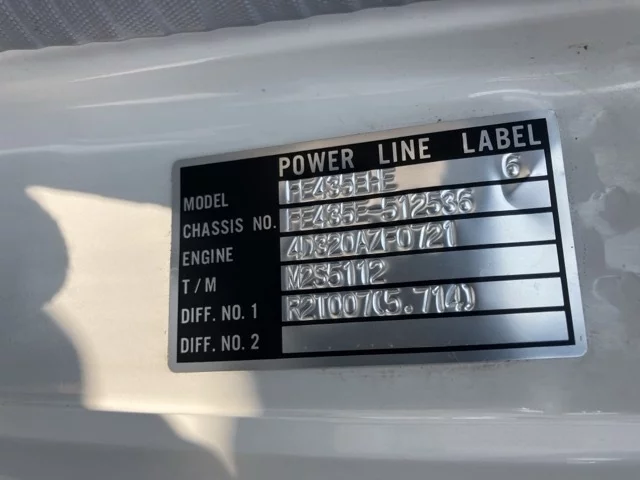 POWER LINE LABEL
MODEL FE435EHE 6
CHASSIS NO. FE435E-512536
ENGINE 4D320AZF0721
T/M M2S5112
DIFF. NO. 1 R2T007(5.714)
DIFF. NO. 2